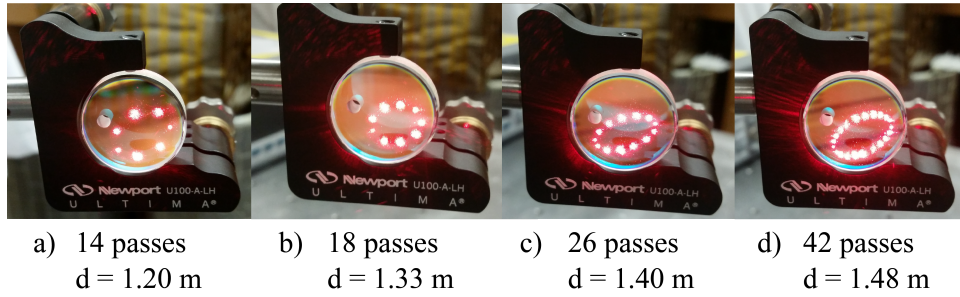 Newport U100-A-LH
U L T I M A®
Newport U100-A-LH
U L T I M A®
Newport U100-A-LH
U L T I M A®
Newport U100-A-LH
U L T I M A®
a) 14 passes
d = 1.20 m
b) 18 passes
d = 1.33 m
c) 26 passes
d = 1.40 m
d) 42 passes
d = 1.48 m